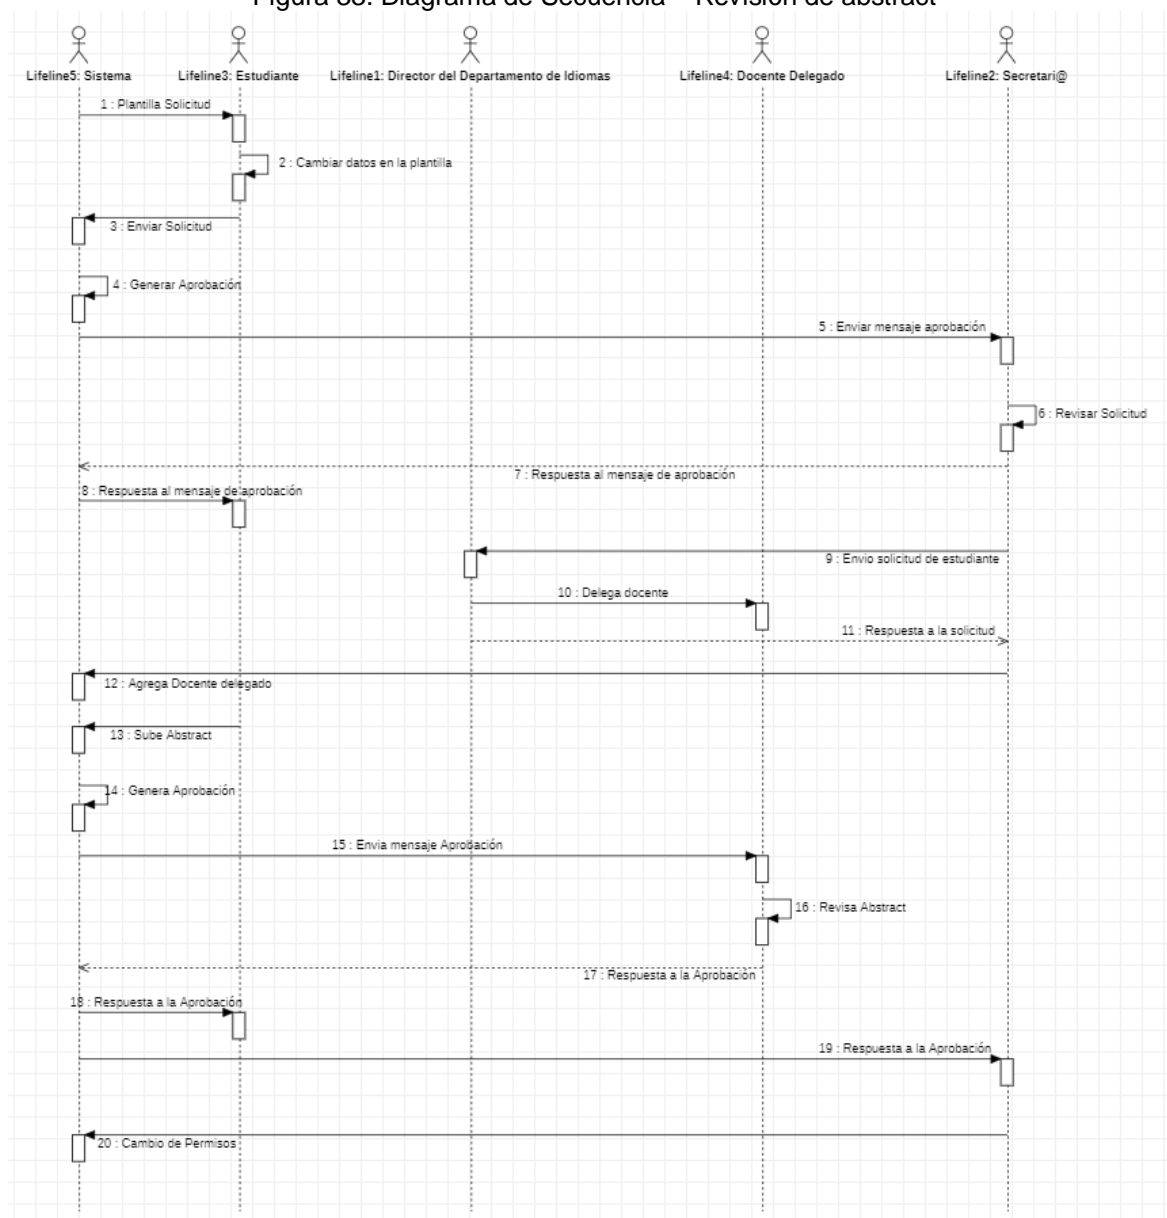 Figura 38. Diagrama de Secuencia – Revisión de abstract
Lifeline5: Sistema
Lifeline3: Estudiante
Lifeline1: Director del Departamento de Idiomas
Lifeline4: Docente Delegado
Lifeline2: Secretari@
1 : Plantilla Solicitud
2 : Cambiar datos en la plantilla
3 : Enviar Solicitud
4 : Generar Aprobación
5 : Enviar mensaje aprobación
6 : Revisar Solicitud
7 : Respuesta al mensaje de aprobación
8 : Respuesta al mensaje de aprobación
9 : Envio solicitud de estudiante
10 : Delega docente
11 : Respuesta a la solicitud
12 : Agrega Docente delegado
13 : Sube Abstract
14 : Genera Aprobación
15 : Envia mensaje Aprobación
16 : Revisa Abstract
17 : Respuesta a la Aprobación
18 : Respuesta a la Aprobación
19 : Respuesta a la Aprobación
20 : Cambio de Permisos